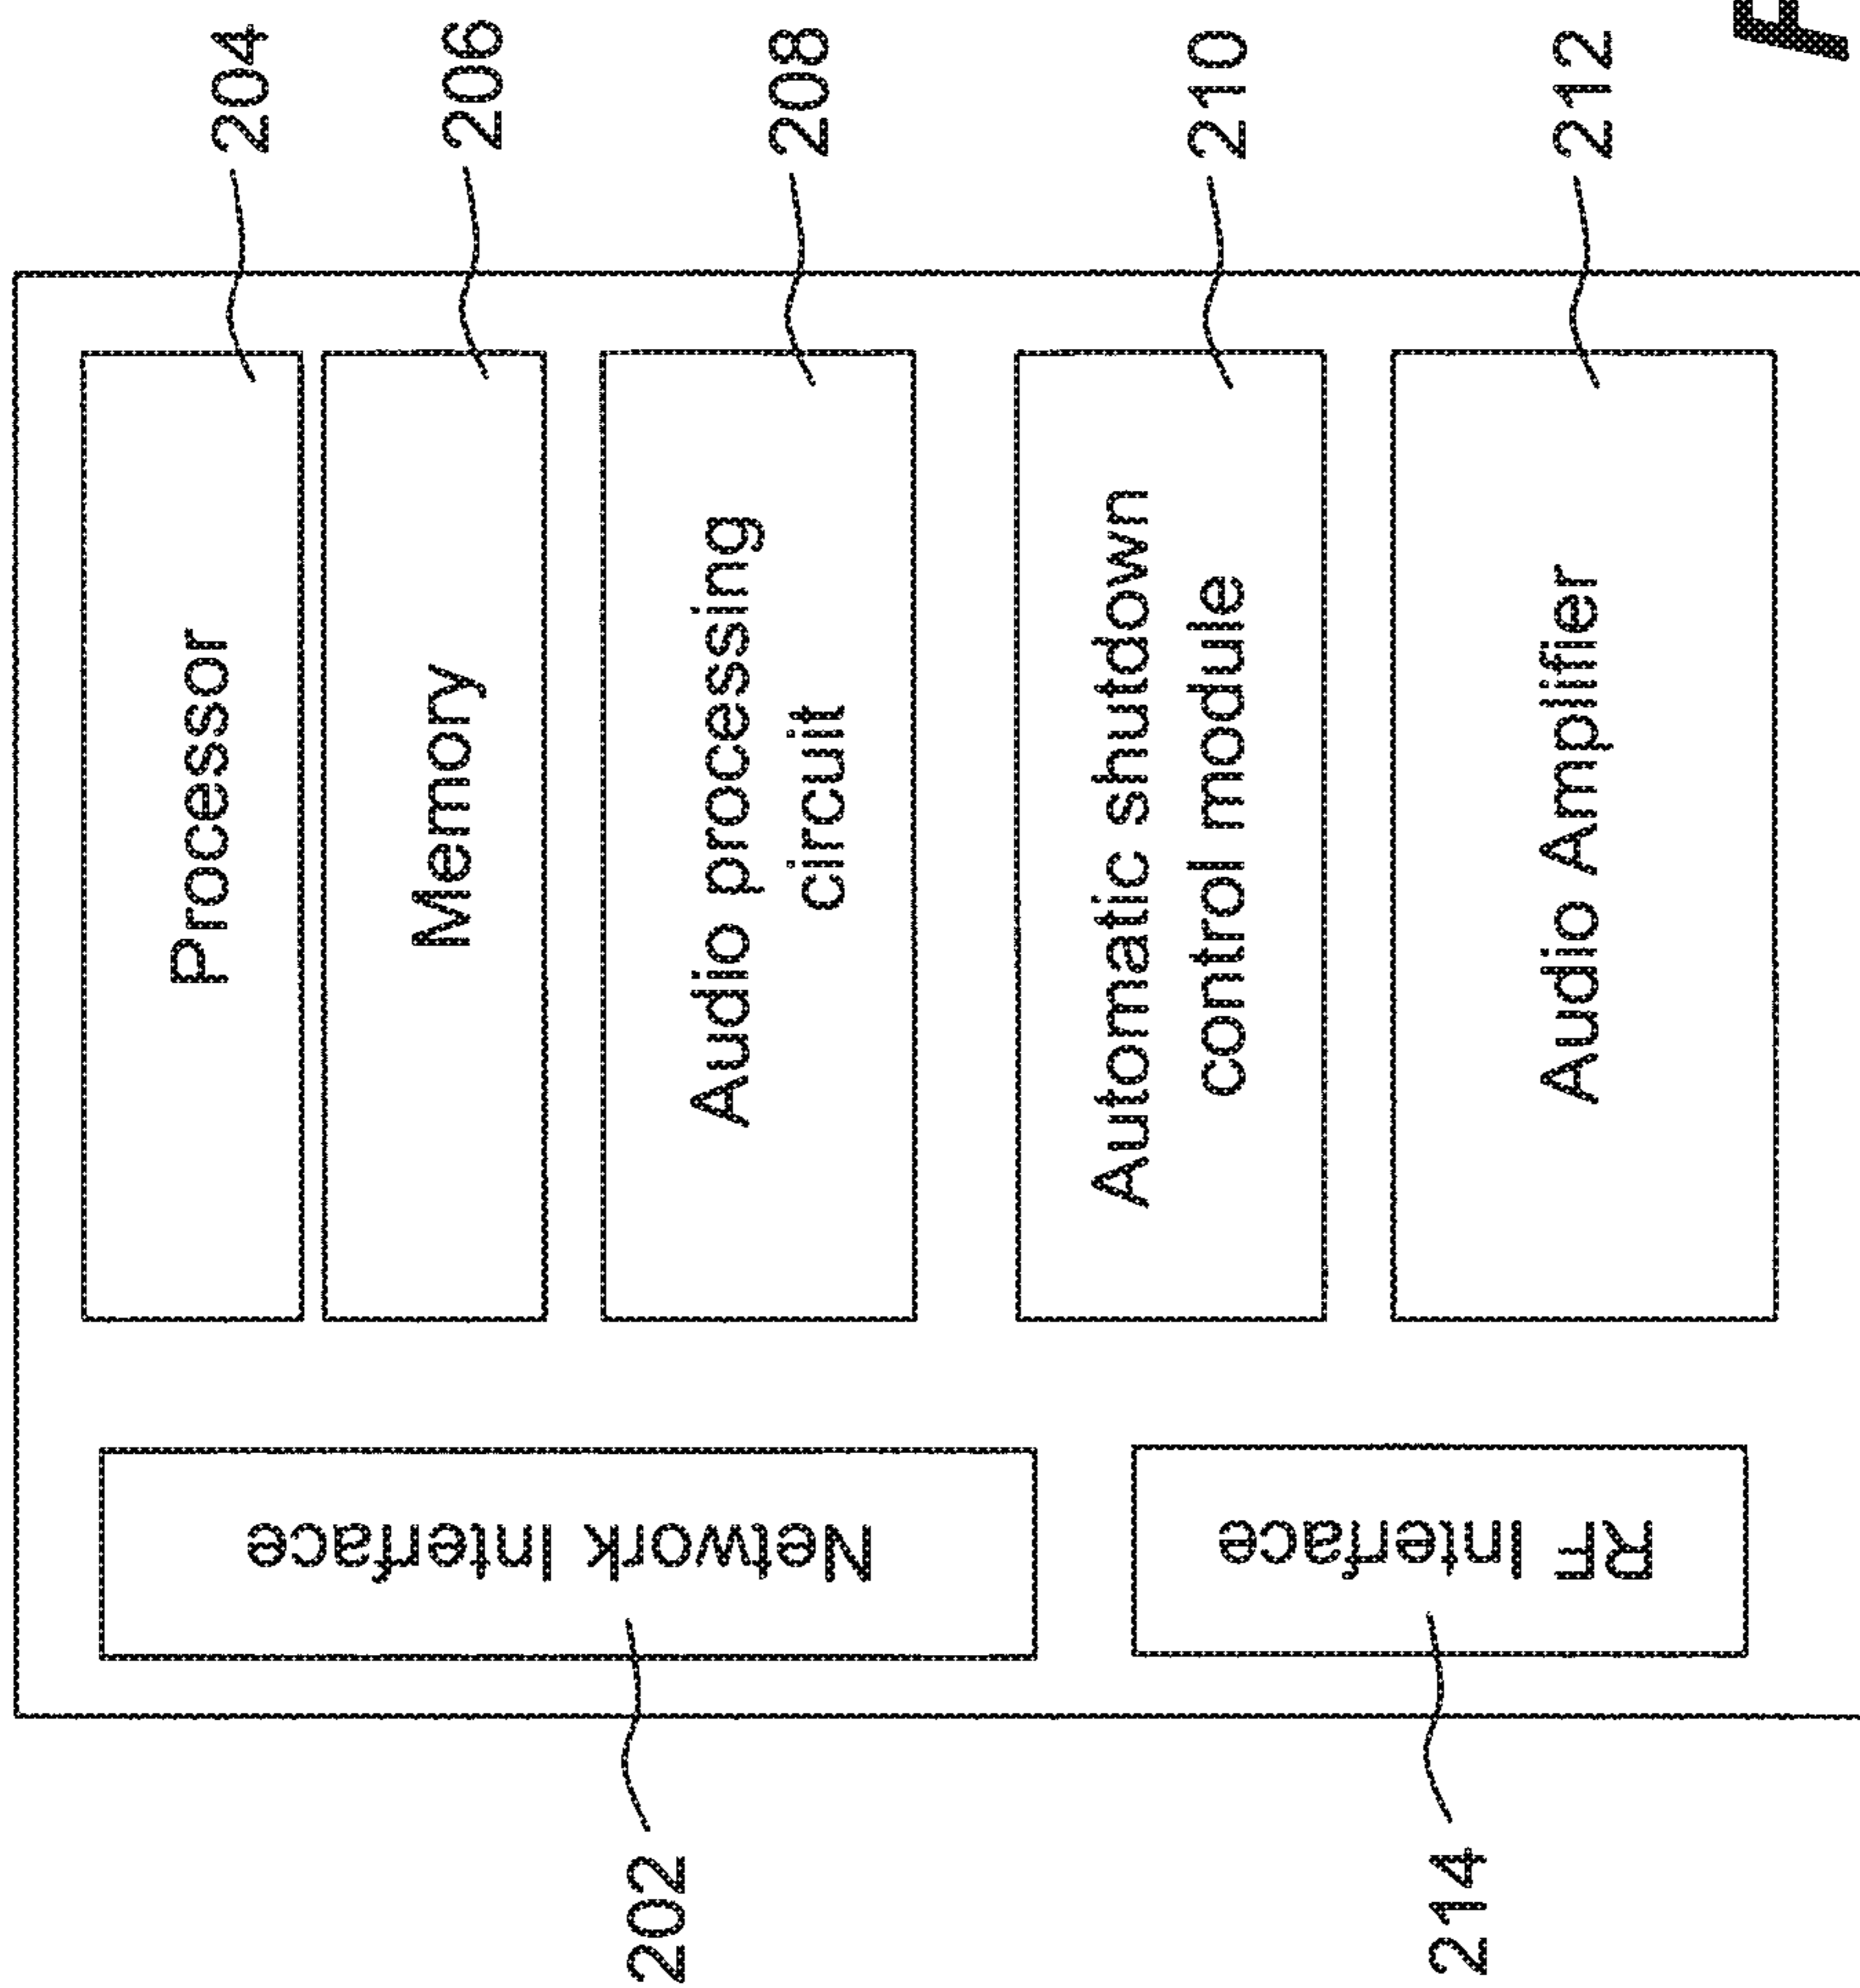 204
Processor
206
Memory
208
Audio processing
circuit
210
Automatic shutdown
control module
212
Audio Amplifier
Network Interface
202
RF Interface
214
F